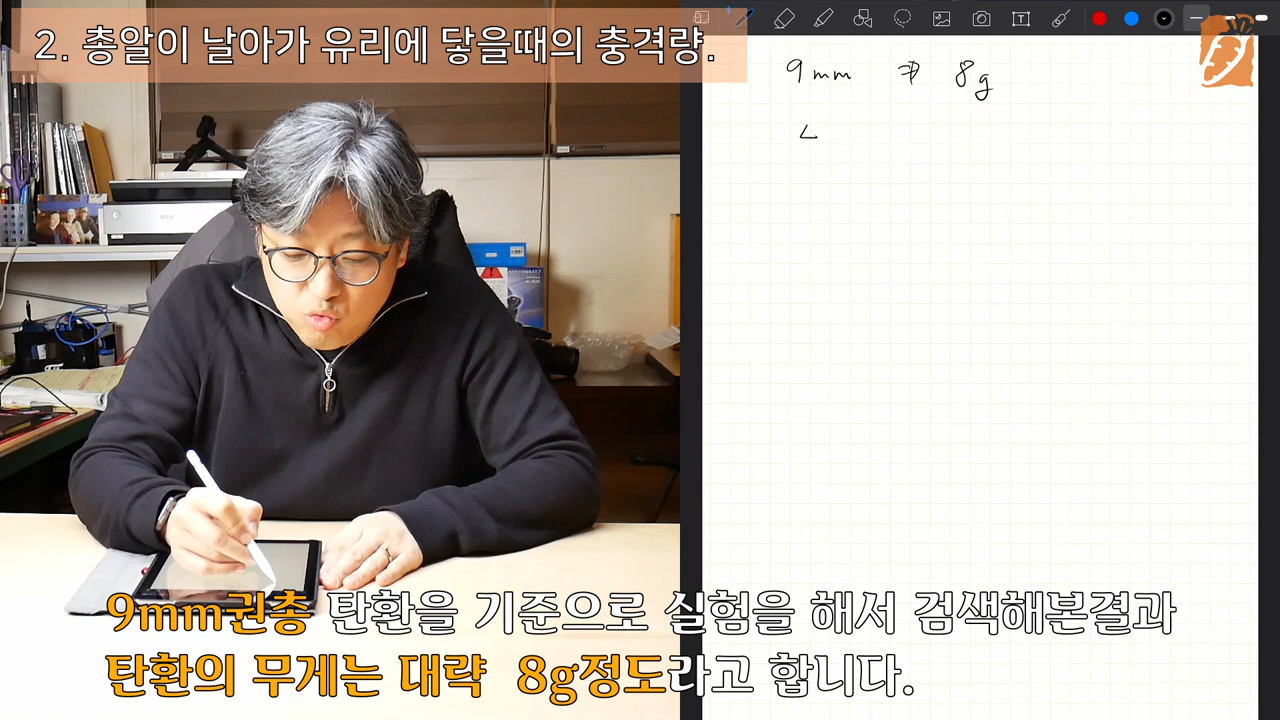 2. 총알이 날아가 유리에 닿을때의 충격량.
9mm ⇒ 8g
9mm권총 탄환을 기준으로 실험을 해서 검색해본결과
탄환의 무게는 대략 8g정도라고 합니다.